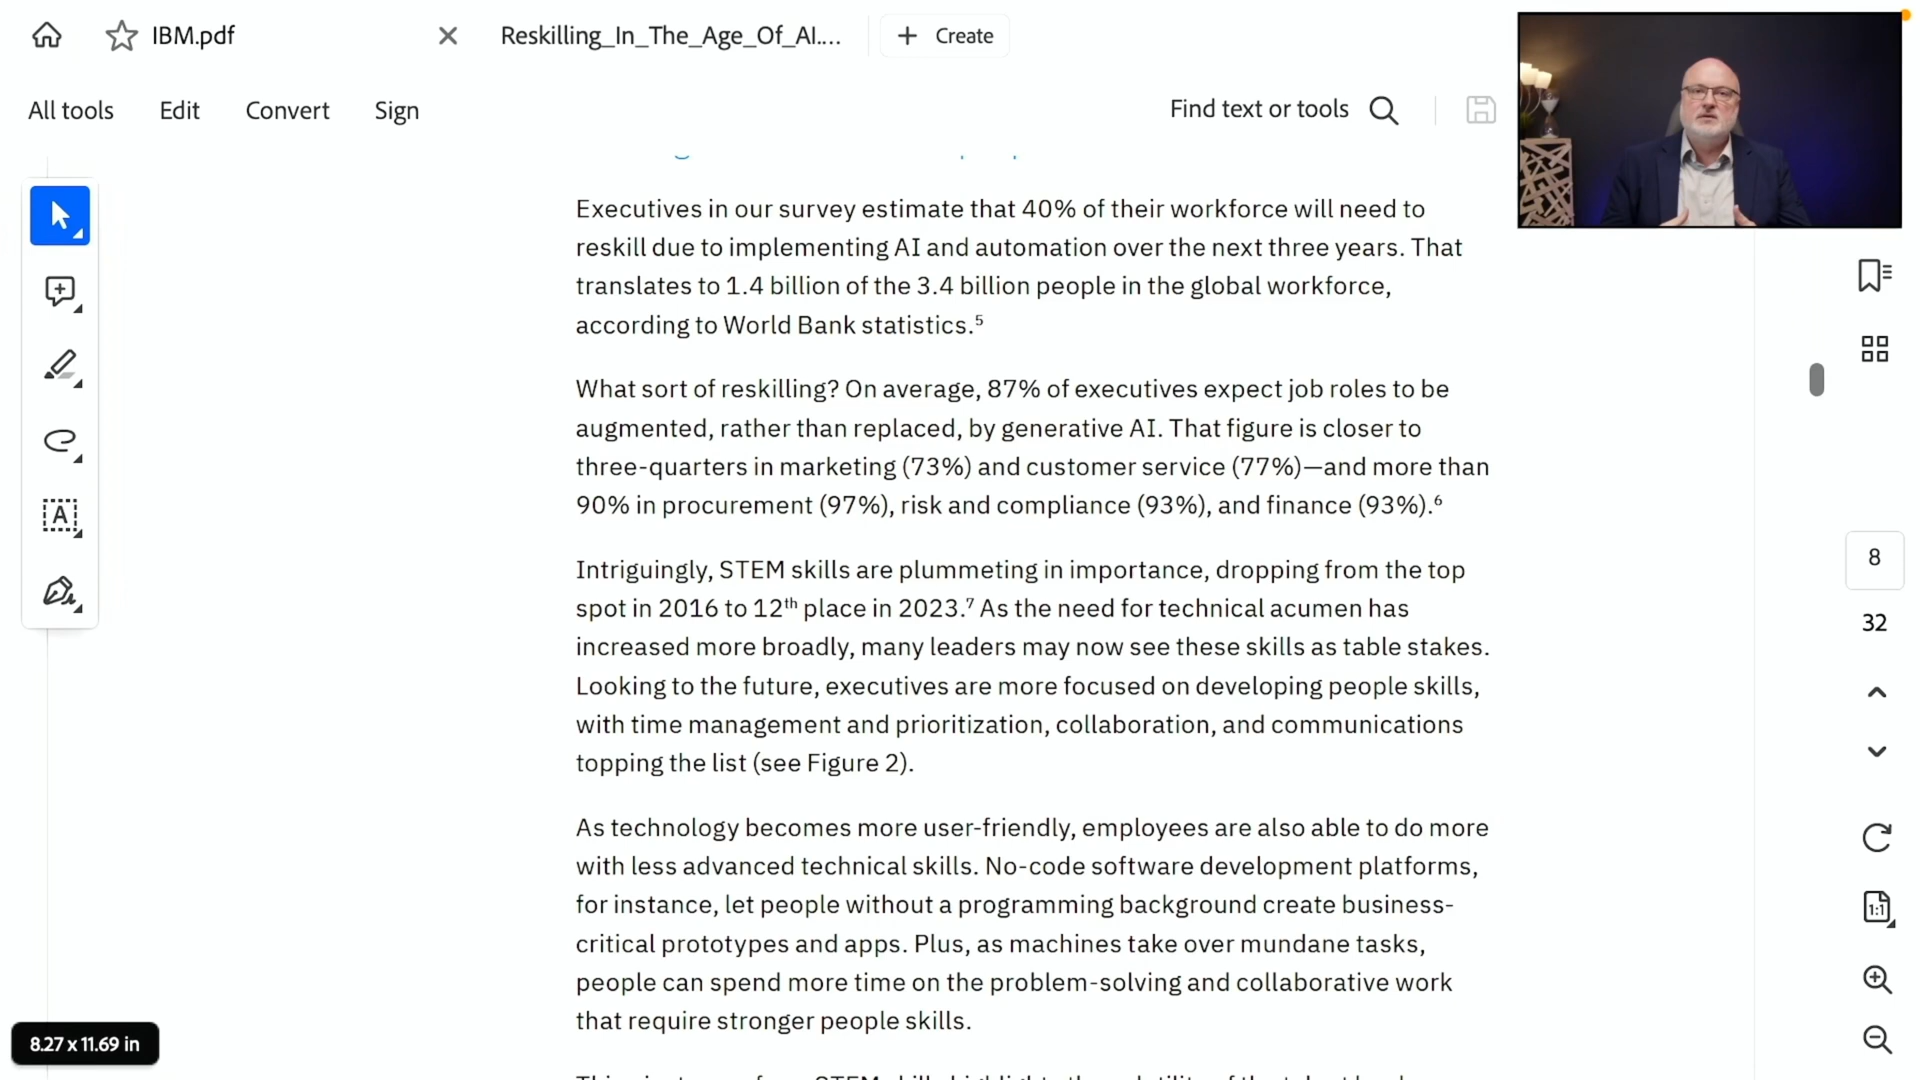 IBM.pdf
Reskilling_In_The_Age_Of_AI....
Create
All tools
Edit
Convert
Sign
Find text or tools
Executives in our survey estimate that 40% of their workforce will need to
reskill due to implementing AI and automation over the next three years. That
translates to 1.4 billion of the 3.4 billion people in the global workforce,
according to World Bank statistics.⁵
What sort of reskilling? On average, 87% of executives expect job roles to be
augmented, rather than replaced, by generative AI. That figure is closer to
three-quarters in marketing (73%) and customer service (77%)—and more than
90% in procurement (97%), risk and compliance (93%), and finance (93%).⁶
Intriguingly, STEM skills are plummeting in importance, dropping from the top
spot in 2016 to 12ᵗʰ place in 2023.⁷ As the need for technical acumen has
increased more broadly, many leaders may now see these skills as table stakes.
Looking to the future, executives are more focused on developing people skills,
with time management and prioritization, collaboration, and communications
topping the list (see Figure 2).
As technology becomes more user-friendly, employees are also able to do more
with less advanced technical skills. No-code software development platforms,
for instance, let people without a programming background create business-
critical prototypes and apps. Plus, as machines take over mundane tasks,
people can spend more time on the problem-solving and collaborative work
that require stronger people skills.
8
32
1:1
8.27 x 11.69 in